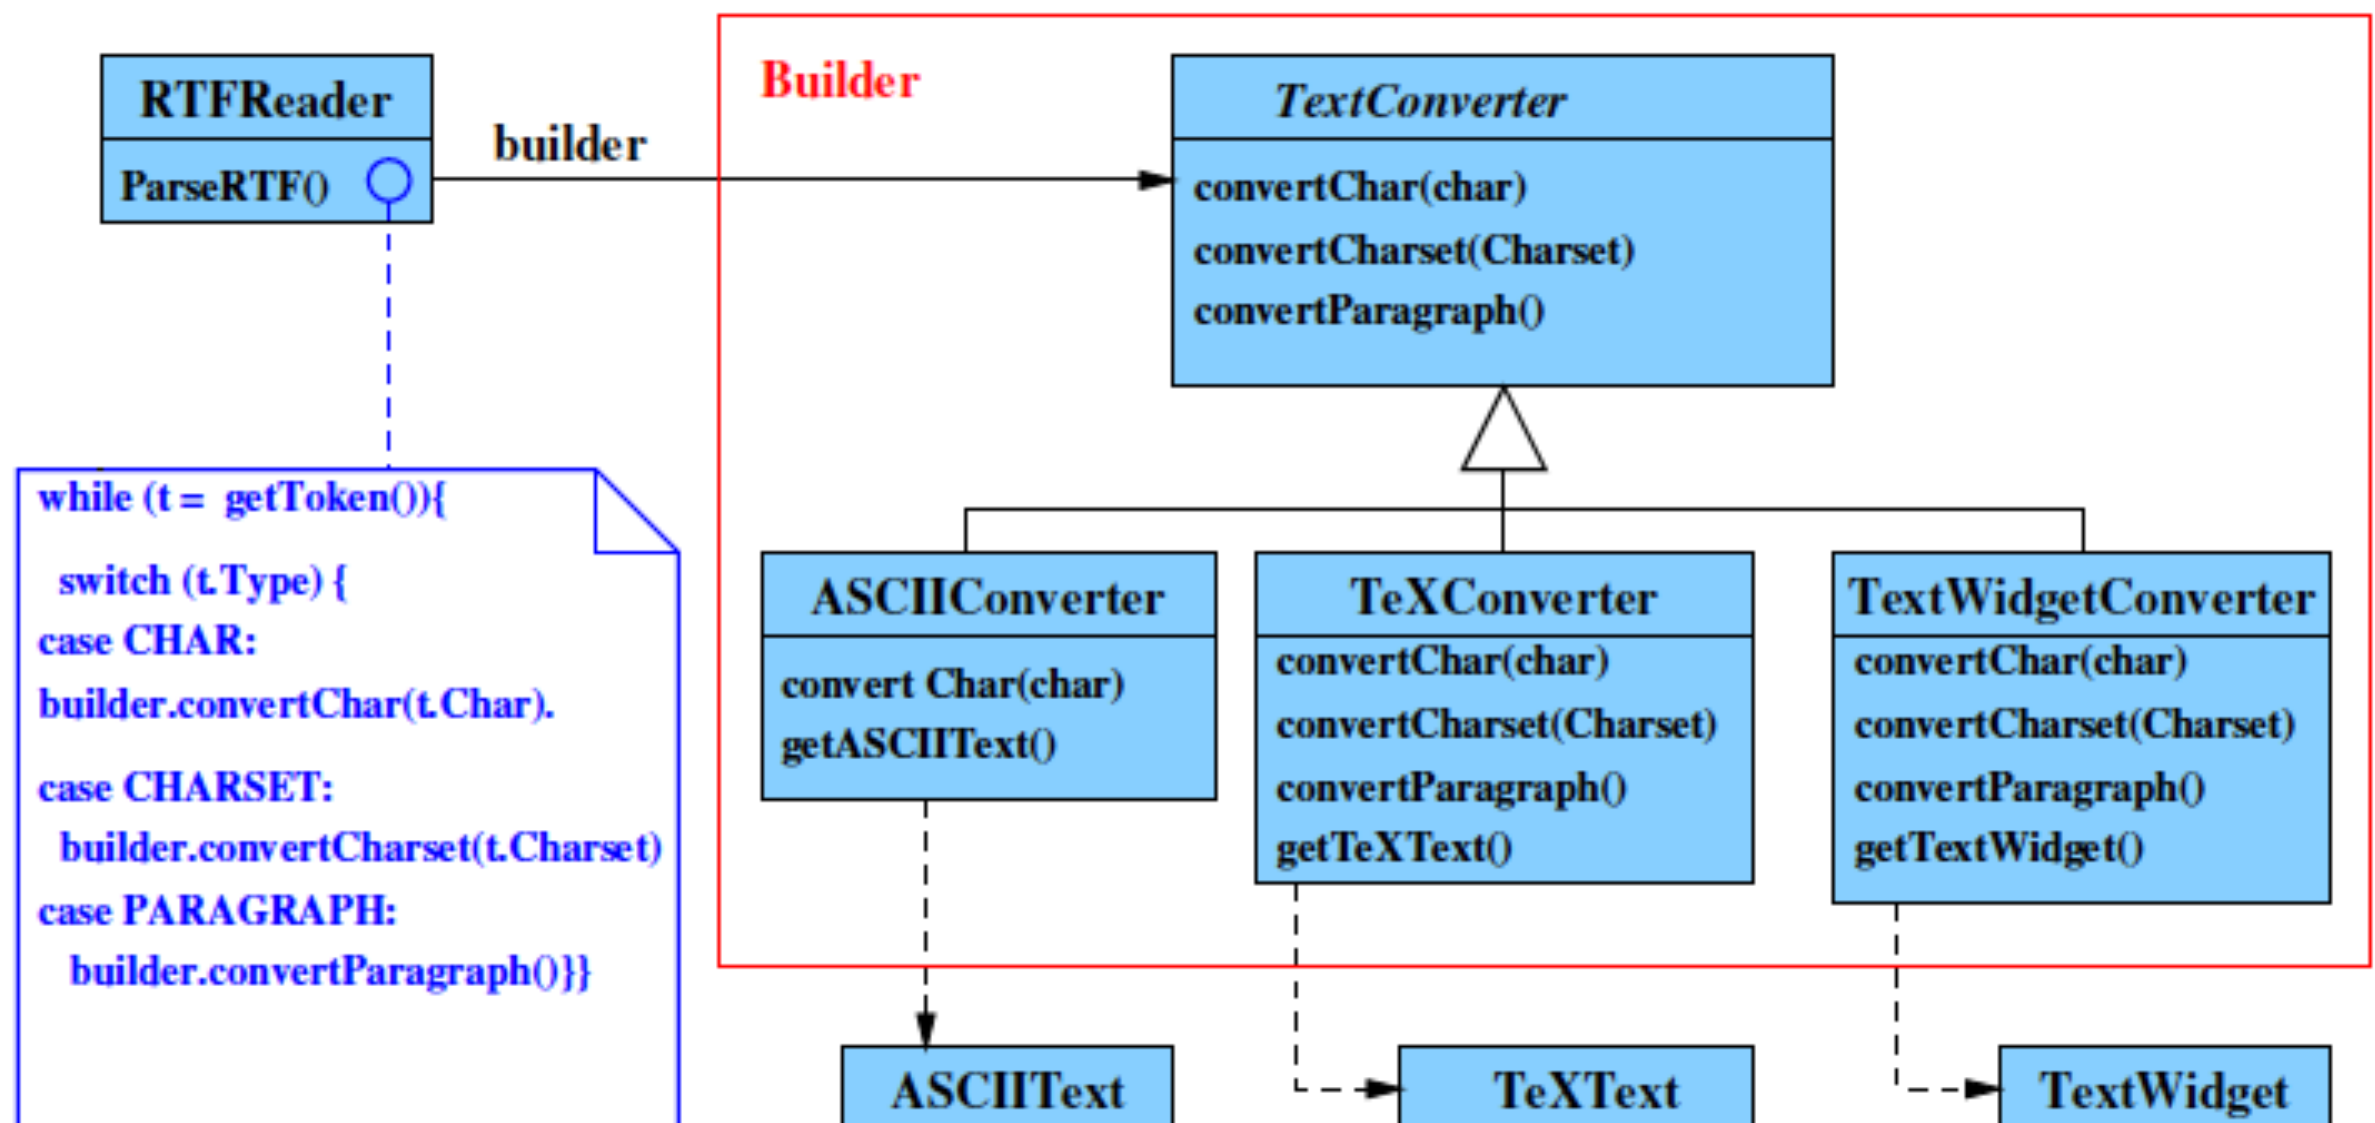 RTFReader
ParseRTF()
builder
Builder
TextConverter
convertChar(char)
convertCharset(Charset)
convertParagraph()
while (t = getToken()){
switch (t.Type) {
case CHAR:
builder.convertChar(t.Char).
case CHARSET:
builder.convertCharset(t.Charset)
case PARAGRAPH:
builder.convertParagraph()}}
ASCIIConverter
convert Char(char)
getASCIIText()
TeXConverter
convertChar(char)
convertCharset(Charset)
convertParagraph()
getTeXText()
TextWidgetConverter
convertChar(char)
convertCharset(Charset)
convertParagraph()
getTextWidget()
ASCIIText
TeXText
TextWidget